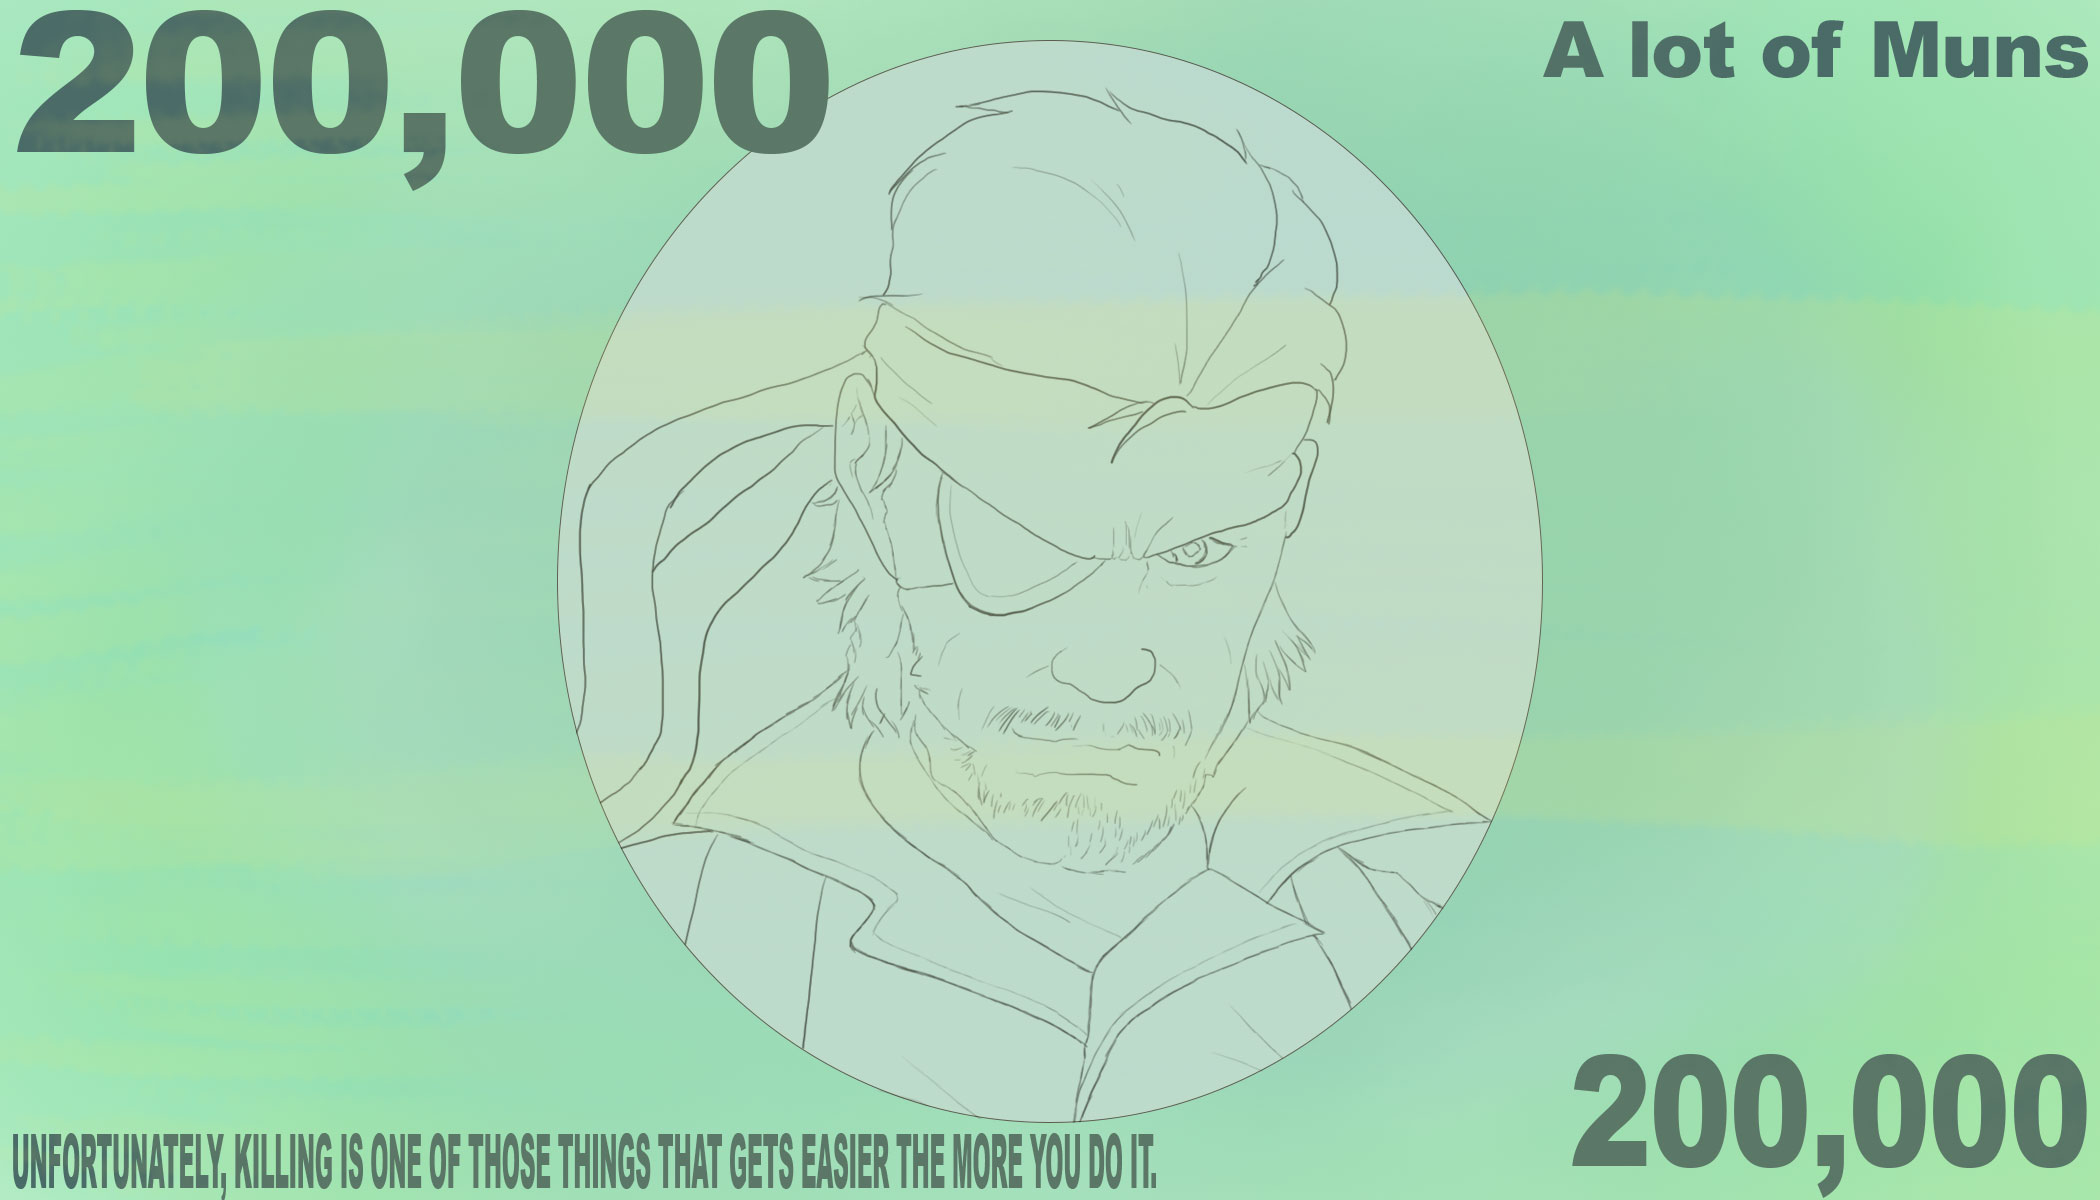 200,000
A lot of Muns
200,000
UNFORTUNATELY, KILLING IS ONE OF THOSE THINGS THAT GETS EASIER THE MORE YOU DO IT.